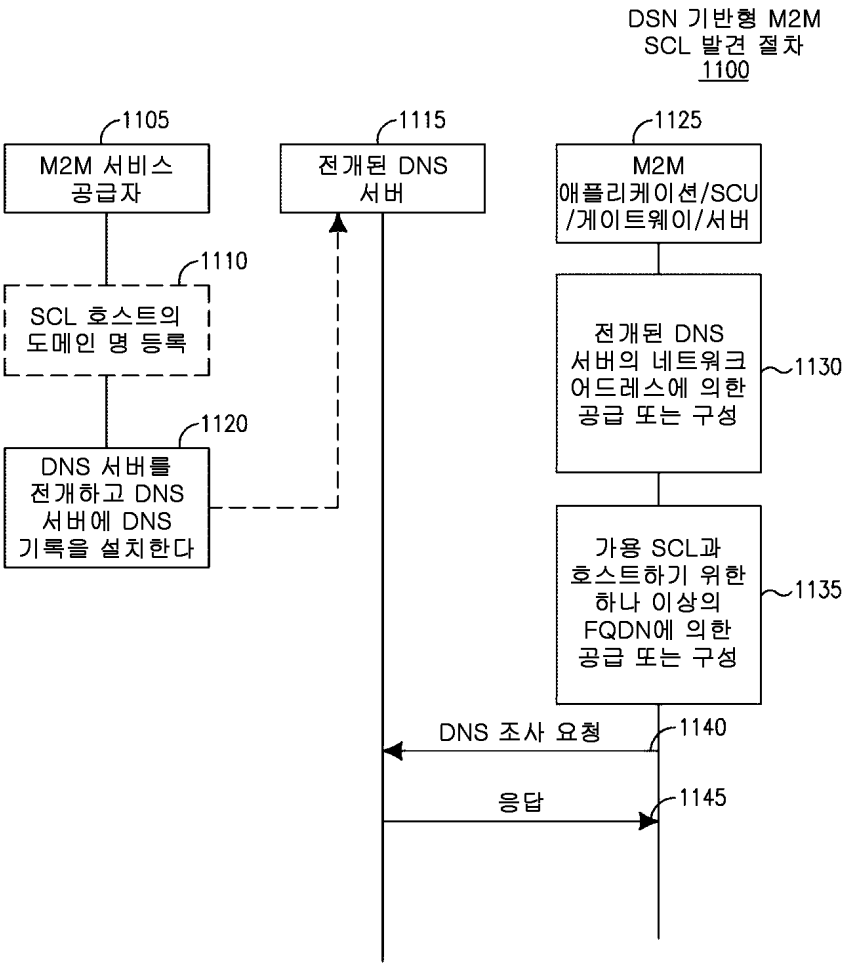 DSN 기반형 M2M
SCL 발견 절차
1100
1105
M2M 서비스
공급자
1115
전개된 DNS
서버
1125
M2M
애플리케이션/SCU
/게이트웨이/서버
1110
SCL 호스트의
도메인 명 등록
1120
DNS 서버를
전개하고 DNS
서버에 DNS
기록을 설치한다
전개된 DNS
서버의 네트워크
어드레스에 의한
공급 또는 구성
1130
가용 SCL과
호스트하기 위한
하나 이상의
FQDN에 의한
공급 또는 구성
1135
DNS 조사 요청
1140
응답
1145